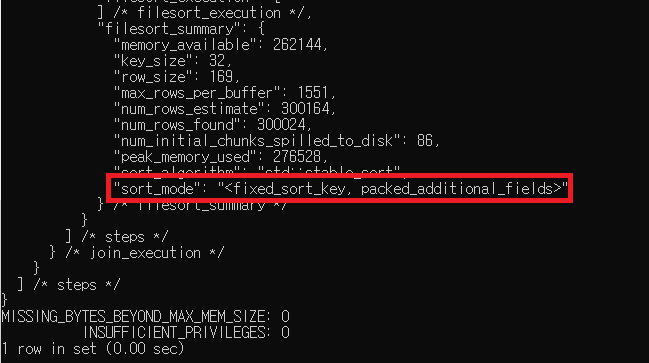 ] /* filesort_execution */,
"filesort_summary": {
"memory_available": 262144,
"key_size": 32,
"row_size": 169,
"max_rows_per_buffer": 1551,
"num_rows_estimate": 300164,
"num_rows_found": 300024,
"num_initial_chunks_spilled_to_disk": 86,
"peak_memory_used": 276528,
"sort_algorithm": "std::stable_sort",
"sort_mode": "<fixed_sort_key, packed_additional_fields>"
} /* filesort_summary */
}
] /* steps */
} /* join_execution */
}
] /* steps */
}
MISSING_BYTES_BEYOND_MAX_MEM_SIZE: 0
INSUFFICIENT_PRIVILEGES: 0
1 row in set (0.00 sec)